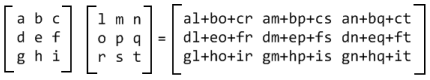 a b c   l m n   al+bo+cr am+bp+cs an+bq+ct
d e f   o p q = dl+eo+fr dm+ep+fs dn+eq+ft
g h i   r s t   gl+ho+ir gm+hp+is gn+hq+it